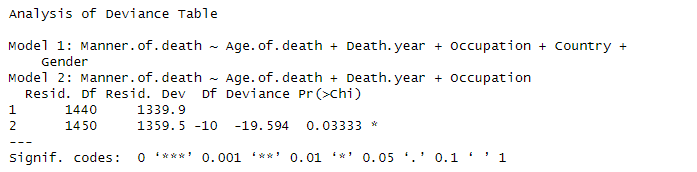 Analysis of Deviance Table
Model 1: Manner.of.death ~ Age.of.death + Death.year + Occupation + Country +
Gender
Model 2: Manner.of.death ~ Age.of.death + Death.year + Occupation
Resid. Df Resid. Dev Df Deviance Pr(>Chi)
1 1440 1339.9
2 1450 1359.5 -10 -19.594 0.03333 *
---
Signif. codes: 0 ‘***’ 0.001 ‘**’ 0.01 ‘*’ 0.05 ‘.’ 0.1 ‘ ’ 1